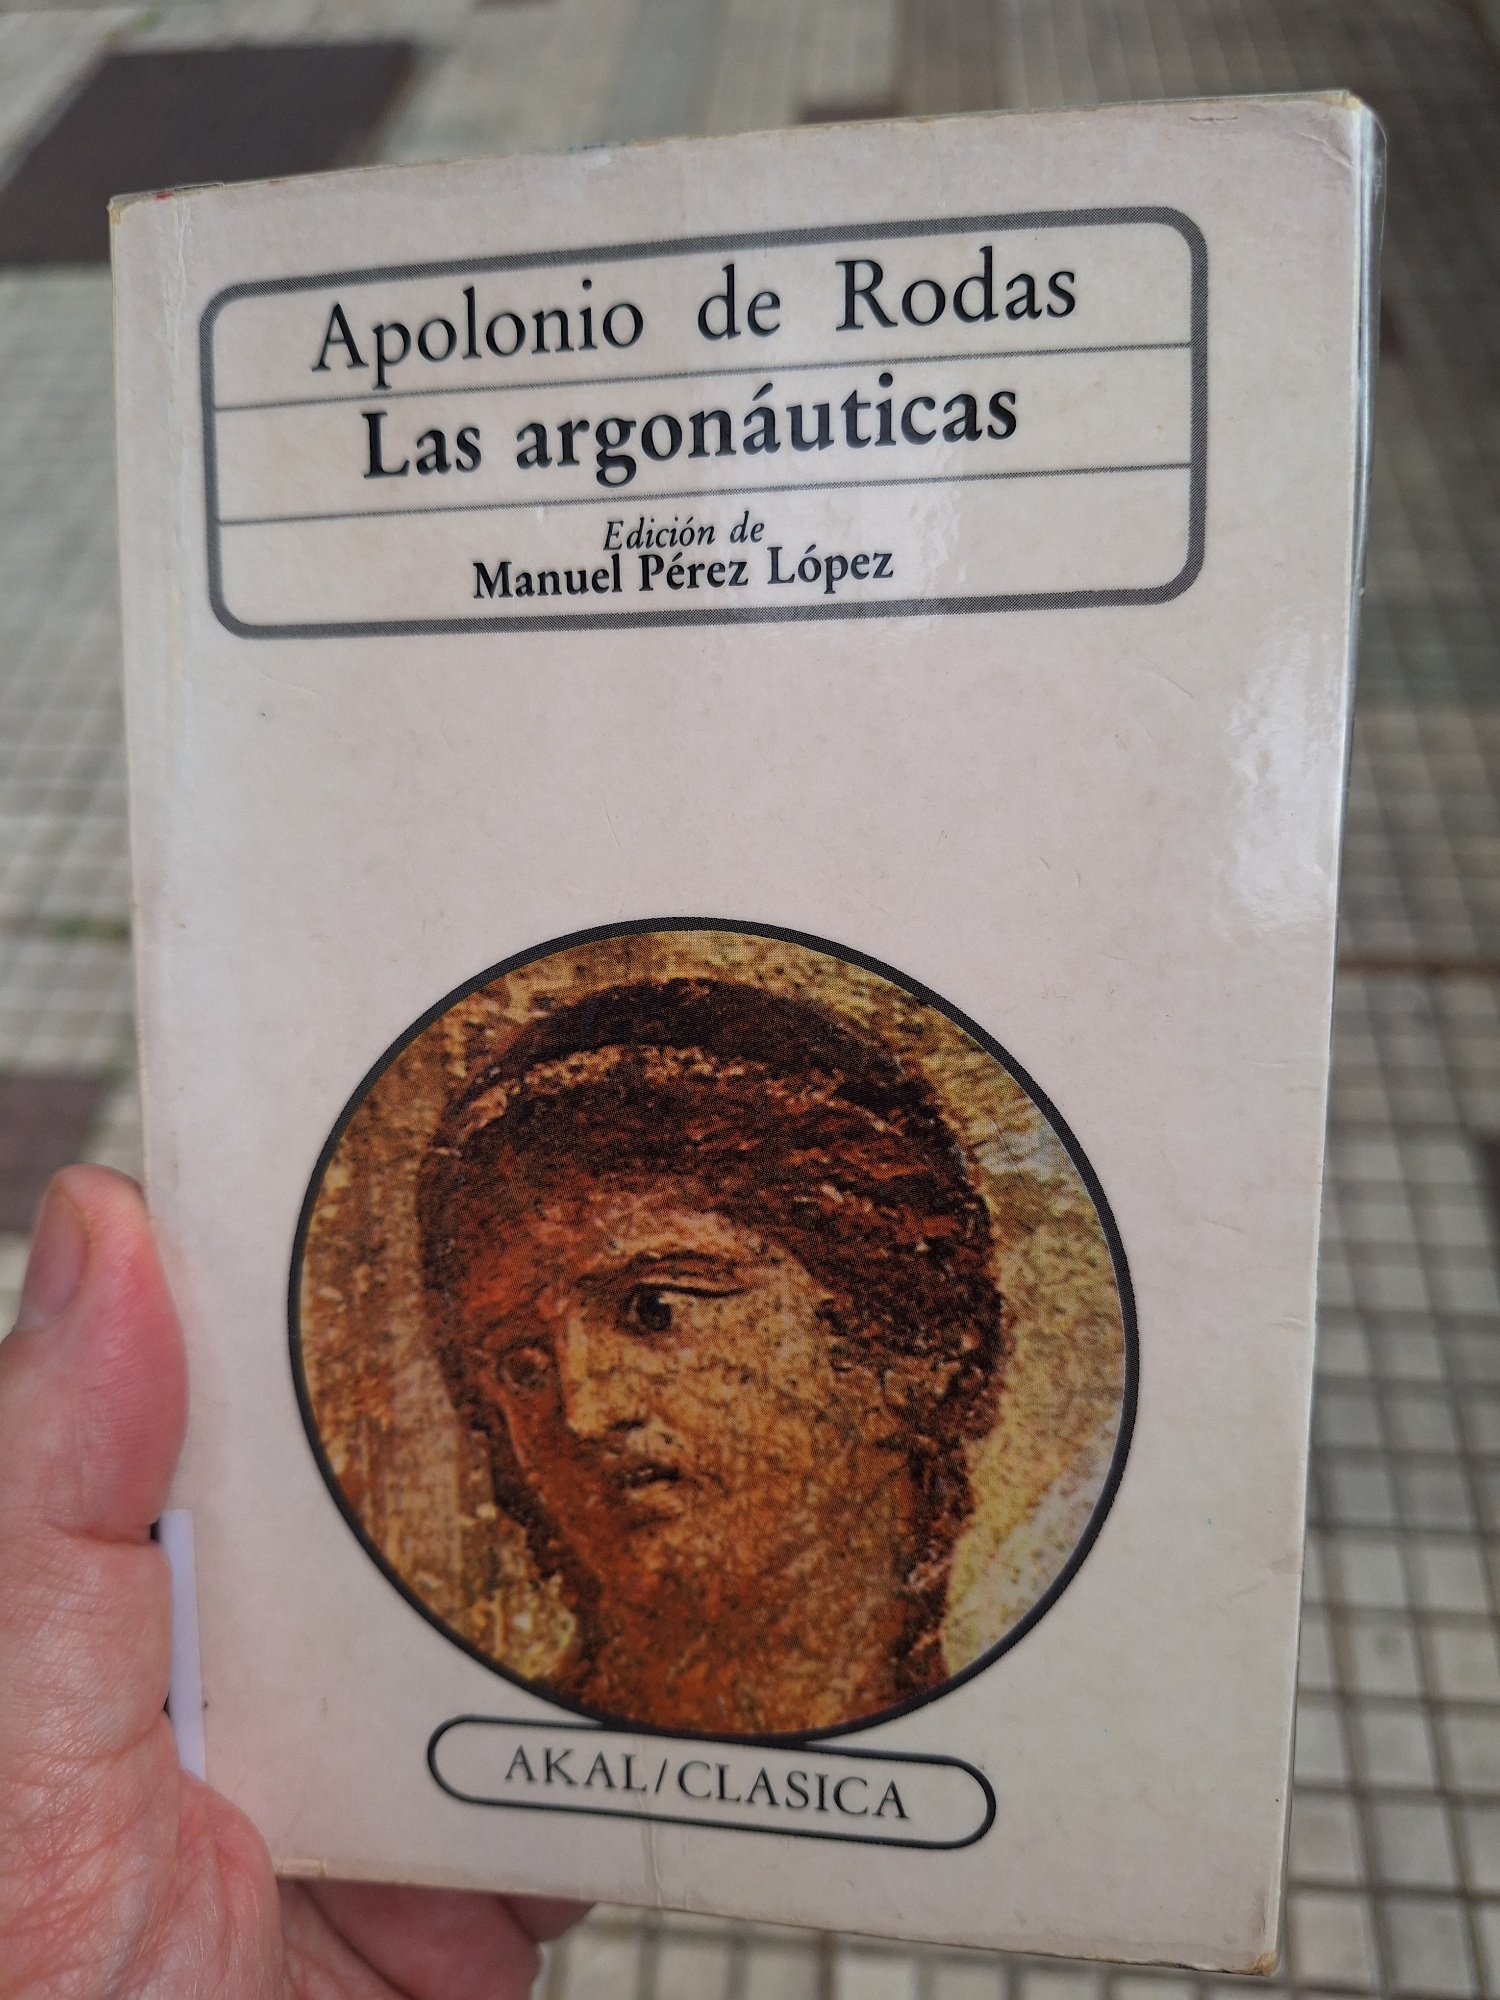 Apolonio de Rodas
Las argonáuticas
Edición de
Manuel Pérez López
AKAL/CLASICA